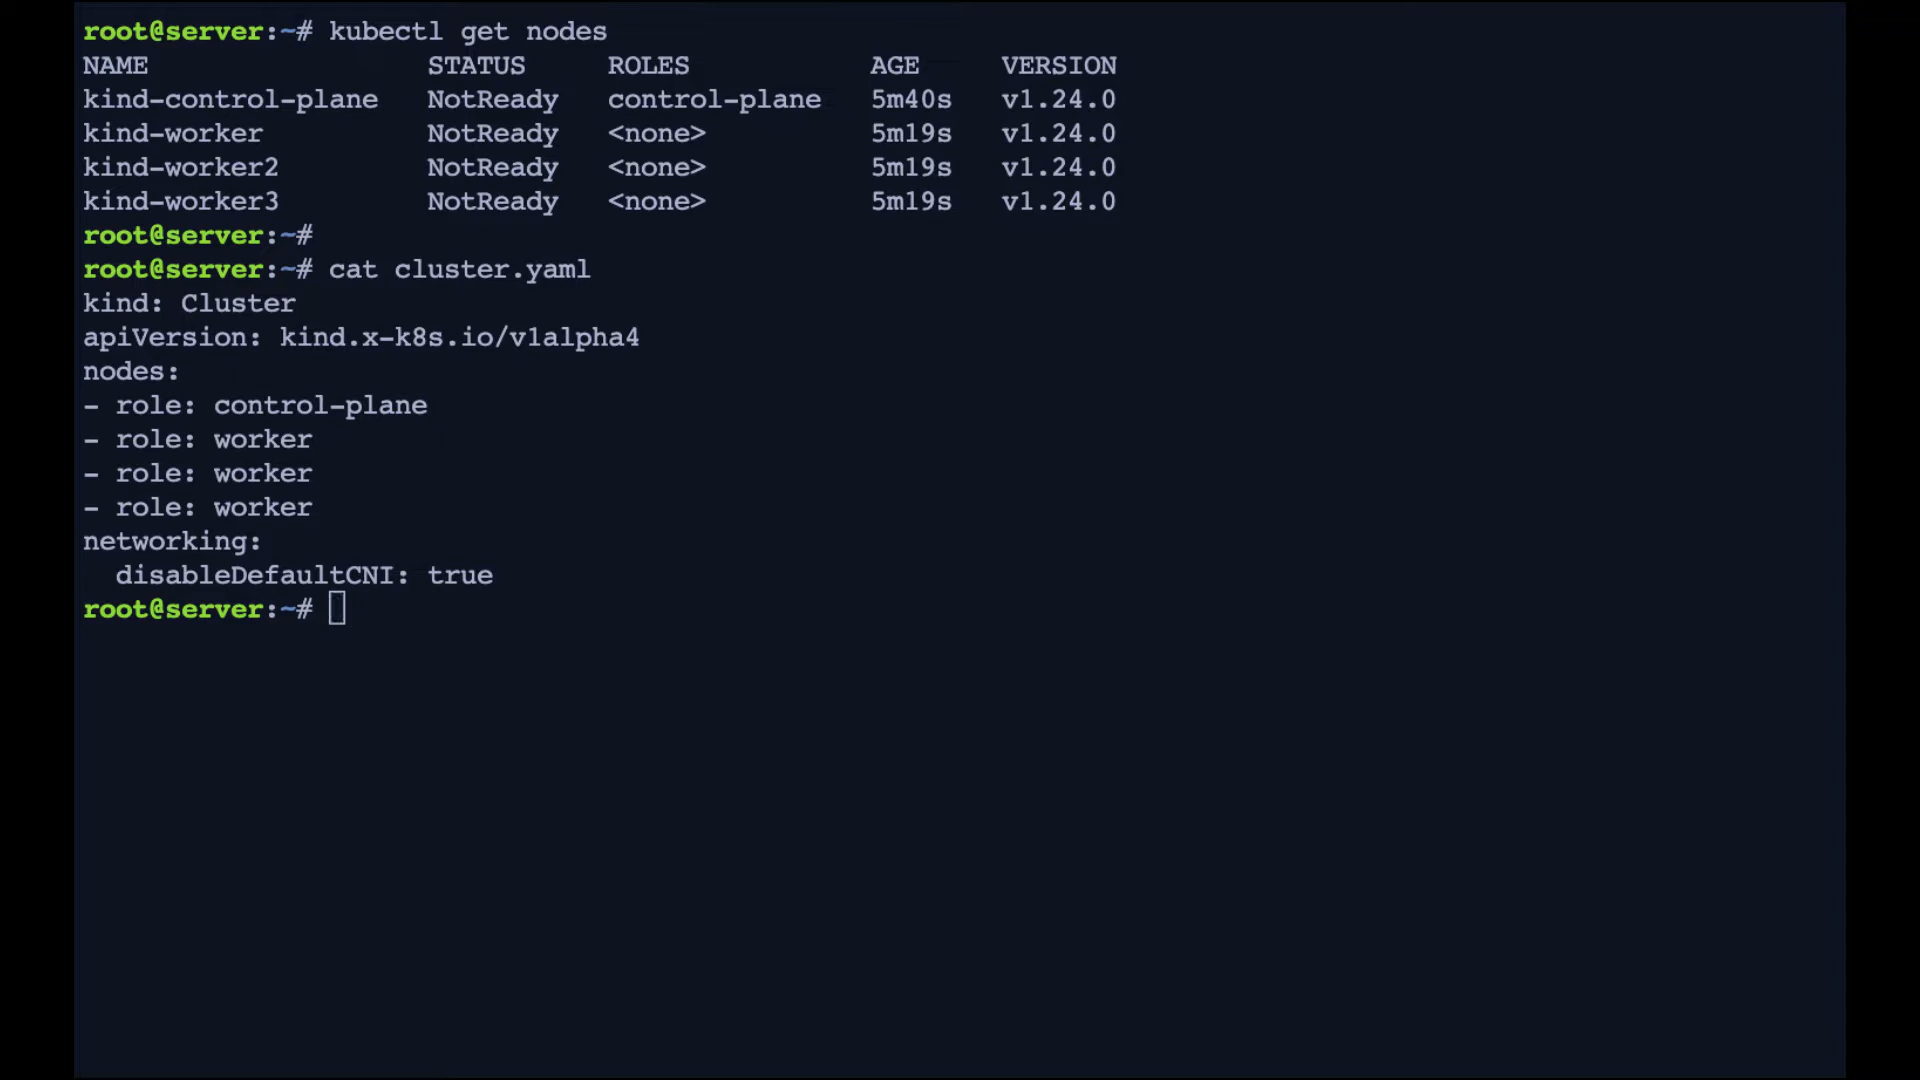 root@server:~# kubectl get nodes
NAME                 STATUS     ROLES           AGE     VERSION
kind-control-plane   NotReady   control-plane   5m40s   v1.24.0
kind-worker          NotReady   <none>          5m19s   v1.24.0
kind-worker2         NotReady   <none>          5m19s   v1.24.0
kind-worker3         NotReady   <none>          5m19s   v1.24.0
root@server:~#
root@server:~# cat cluster.yaml
kind: Cluster
apiVersion: kind.x-k8s.io/v1alpha4
nodes:
- role: control-plane
- role: worker
- role: worker
- role: worker
networking:
  disableDefaultCNI: true
root@server:~#